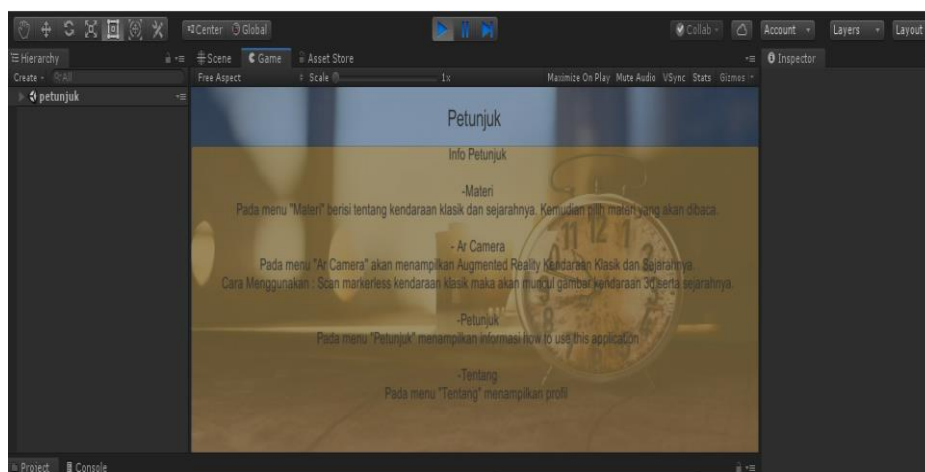 Center Global
Collab Account Layers Layout
Hierarchy Scene Game Asset Store Inspector
Create All Free Aspect Scale 1x Maximize On Play Mute Audio VSync Stats Gizmos
petunjuk
Petunjuk
Info Petunjuk
-Materi
Pada menu "Materi" berisi tentang kendaraan klasik dan sejarahnya. Kemudian pilih materi yang akan dibaca.
- Ar Camera
Pada menu "Ar Camera" akan menampilkan Augmented Reality Kendaraan Klasik dan Sejarahnya.
Cara Menggunakan : Scan markerless kendaraan klasik maka akan muncul gambar kendaraan 3d serta sejarahnya.
-Petunjuk
Pada menu "Petunjuk" menampilkan informasi how to use this application
-Tentang
Pada menu "Tentang" menampilkan profil
11 12 1
Project Console